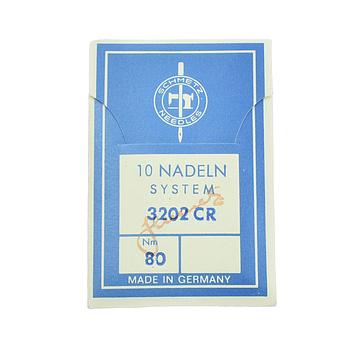 SCHMETZ
NEEDLES
10 NADELN
SYSTEM
3202 CR
Nm
80
MADE IN GERMANY